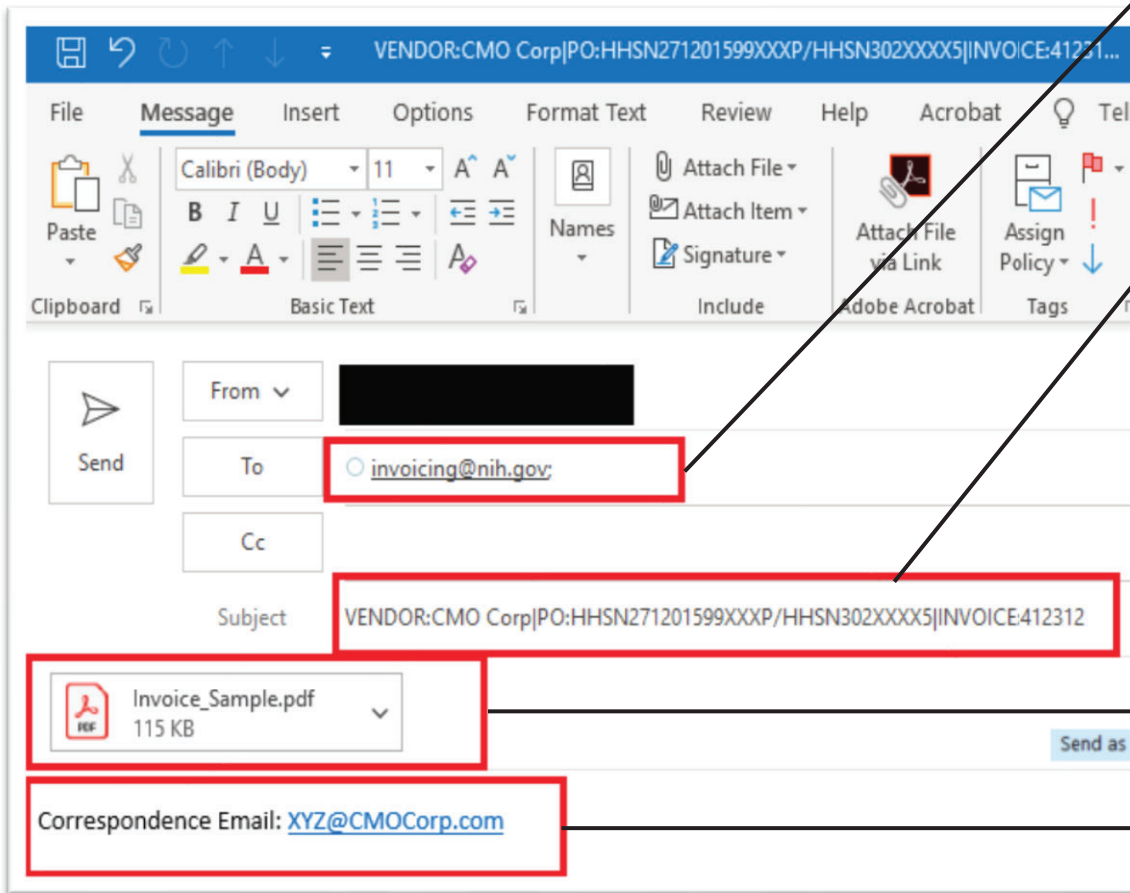 VENDOR:CMO Corp|PO:HHSN271201599XXXP/HHSN302XXXX5|INVOICE:41231...
File Message Insert Options Format Text Review Help Acrobat Tel
Calibri (Body) 11 A A Attach File Attach File Assign
Paste B I U Names Attach Item via Link Policy
A Signature
Clipboard Basic Text Include Adobe Acrobat Tags
From
Send To invoicing@nih.gov;
Cc
Subject VENDOR:CMO Corp|PO:HHSN271201599XXXP/HHSN302XXXX5|INVOICE:412312
Invoice_Sample.pdf
PDF 115 KB
Send as
Correspondence Email: XYZ@CMOCorp.com